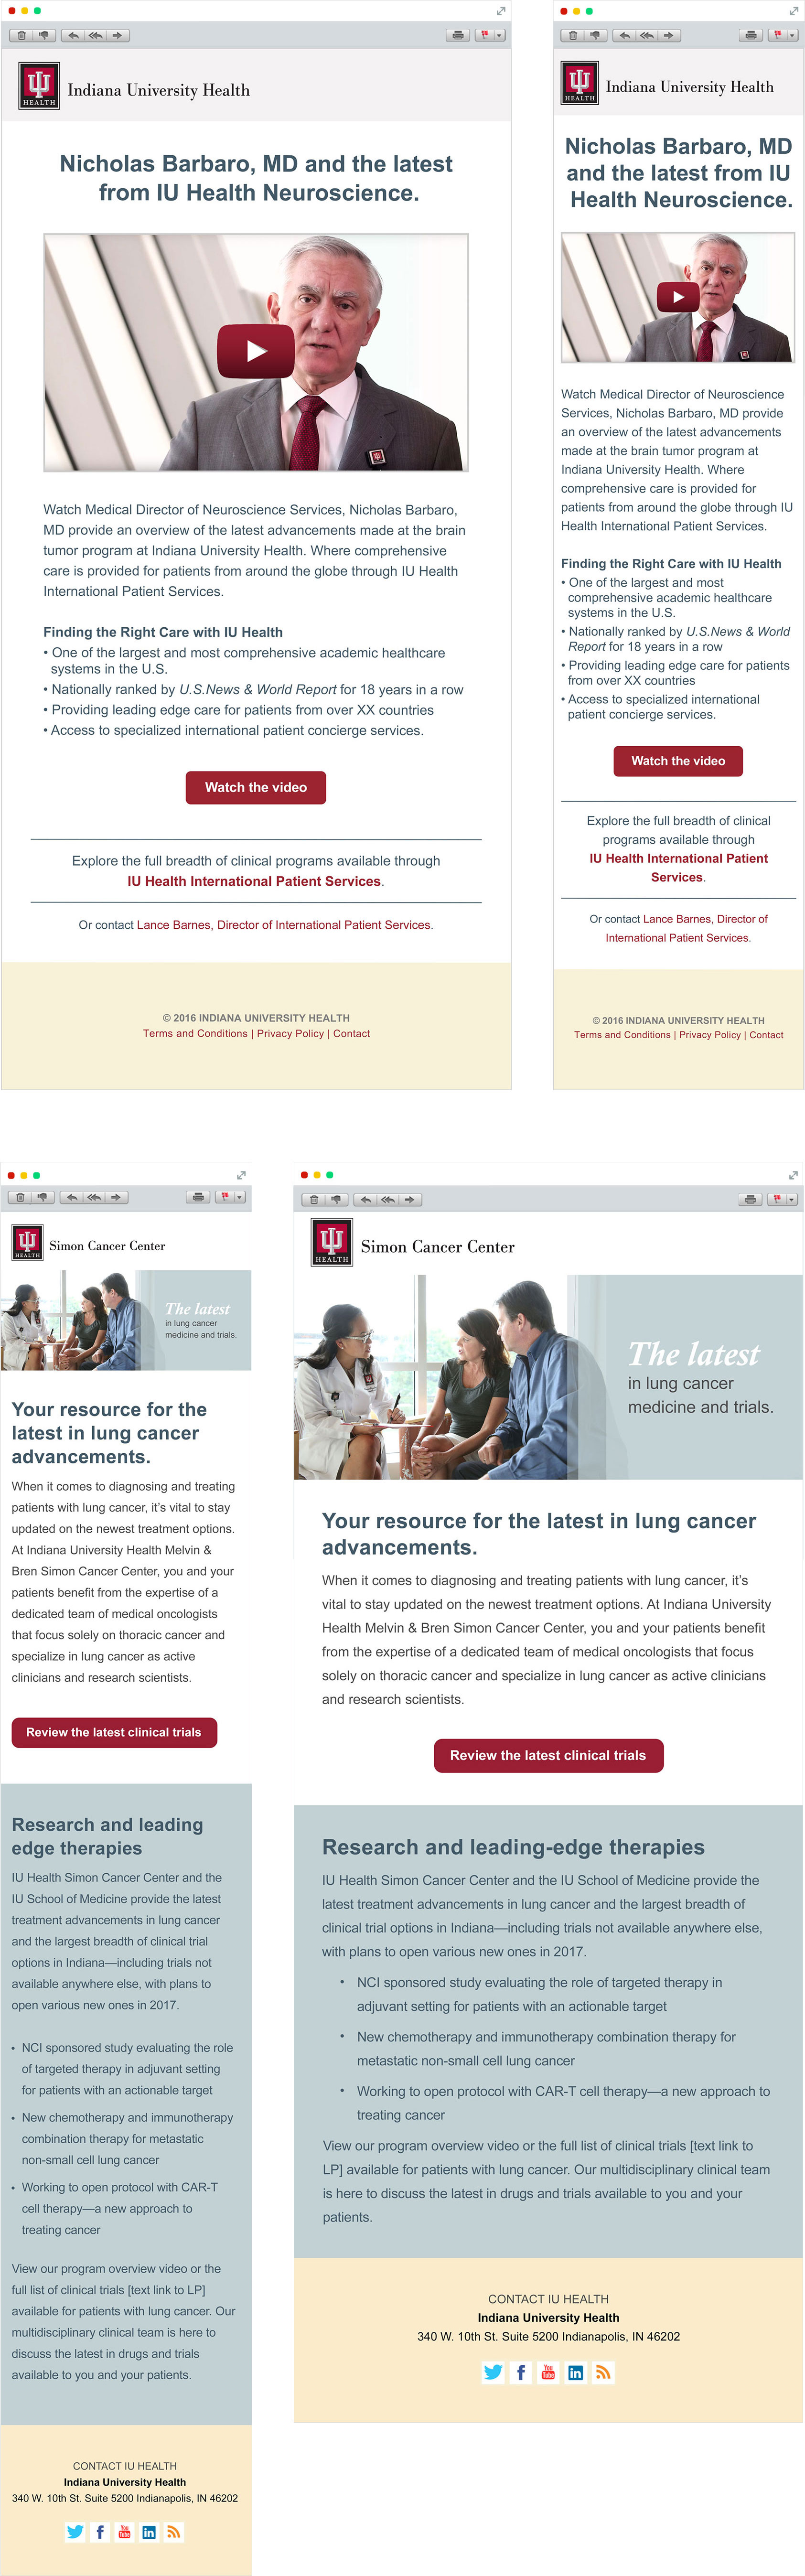 HEALTH
Indiana University Health
Nicholas Barbaro, MD and the latest
from IU Health Neuroscience.
Watch Medical Director of Neuroscience Services, Nicholas Barbaro,
MD provide an overview of the latest advancements made at the brain
tumor program at Indiana University Health. Where comprehensive
care is provided for patients from around the globe through IU Health
International Patient Services.
Finding the Right Care with IU Health
• One of the largest and most comprehensive academic healthcare
systems in the U.S.
• Nationally ranked by U.S.News & World Report for 18 years in a row
• Providing leading edge care for patients from over XX countries
• Access to specialized international patient concierge services.
Watch the video
Explore the full breadth of clinical programs available through
IU Health International Patient Services.
Or contact Lance Barnes, Director of International Patient Services.
© 2016 INDIANA UNIVERSITY HEALTH
Terms and Conditions | Privacy Policy | Contact
HEALTH
Indiana University Health
Nicholas Barbaro, MD
and the latest from IU
Health Neuroscience.
Watch Medical Director of Neuroscience
Services, Nicholas Barbaro, MD provide
an overview of the latest advancements
made at the brain tumor program at
Indiana University Health. Where
comprehensive care is provided for
patients from around the globe through IU
Health International Patient Services.
Finding the Right Care with IU Health
• One of the largest and most
comprehensive academic healthcare
systems in the U.S.
• Nationally ranked by U.S.News & World
Report for 18 years in a row
• Providing leading edge care for patients
from over XX countries
• Access to specialized international
patient concierge services.
Watch the video
Explore the full breadth of clinical
programs available through
IU Health International Patient
Services.
Or contact Lance Barnes, Director of
International Patient Services.
© 2016 INDIANA UNIVERSITY HEALTH
Terms and Conditions | Privacy Policy | Contact
HEALTH
Simon Cancer Center
The latest
in lung cancer
medicine and trials.
Your resource for the
latest in lung cancer
advancements.
When it comes to diagnosing and treating
patients with lung cancer, it's vital to stay
updated on the newest treatment options.
At Indiana University Health Melvin &
Bren Simon Cancer Center, you and your
patients benefit from the expertise of a
dedicated team of medical oncologists
that focus solely on thoracic cancer and
specialize in lung cancer as active
clinicians and research scientists.
Review the latest clinical trials
Research and leading
edge therapies
IU Health Simon Cancer Center and the
IU School of Medicine provide the latest
treatment advancements in lung cancer
and the largest breadth of clinical trial
options in Indiana—including trials not
available anywhere else, with plans to
open various new ones in 2017.
• NCI sponsored study evaluating the role
of targeted therapy in adjuvant setting
for patients with an actionable target
• New chemotherapy and immunotherapy
combination therapy for metastatic
non-small cell lung cancer
• Working to open protocol with CAR-T
cell therapy—a new approach to
treating cancer
View our program overview video or the
full list of clinical trials [text link to LP]
available for patients with lung cancer. Our
multidisciplinary clinical team is here to
discuss the latest in drugs and trials
available to you and your patients.
CONTACT IU HEALTH
Indiana University Health
340 W. 10th St. Suite 5200 Indianapolis, IN 46202
You Tube
in
HEALTH
Simon Cancer Center
The latest
in lung cancer
medicine and trials.
Your resource for the latest in lung cancer
advancements.
When it comes to diagnosing and treating patients with lung cancer, it's
vital to stay updated on the newest treatment options. At Indiana University
Health Melvin & Bren Simon Cancer Center, you and your patients benefit
from the expertise of a dedicated team of medical oncologists that focus
solely on thoracic cancer and specialize in lung cancer as active clinicians
and research scientists.
Review the latest clinical trials
Research and leading-edge therapies
IU Health Simon Cancer Center and the IU School of Medicine provide the
latest treatment advancements in lung cancer and the largest breadth of
clinical trial options in Indiana—including trials not available anywhere else,
with plans to open various new ones in 2017.
• NCI sponsored study evaluating the role of targeted therapy in
adjuvant setting for patients with an actionable target
• New chemotherapy and immunotherapy combination therapy for
metastatic non-small cell lung cancer
• Working to open protocol with CAR-T cell therapy—a new approach to
treating cancer
View our program overview video or the full list of clinical trials [text link to
LP] available for patients with lung cancer. Our multidisciplinary clinical team
is here to discuss the latest in drugs and trials available to you and your
patients.
CONTACT IU HEALTH
Indiana University Health
340 W. 10th St. Suite 5200 Indianapolis, IN 46202
You Tube
in